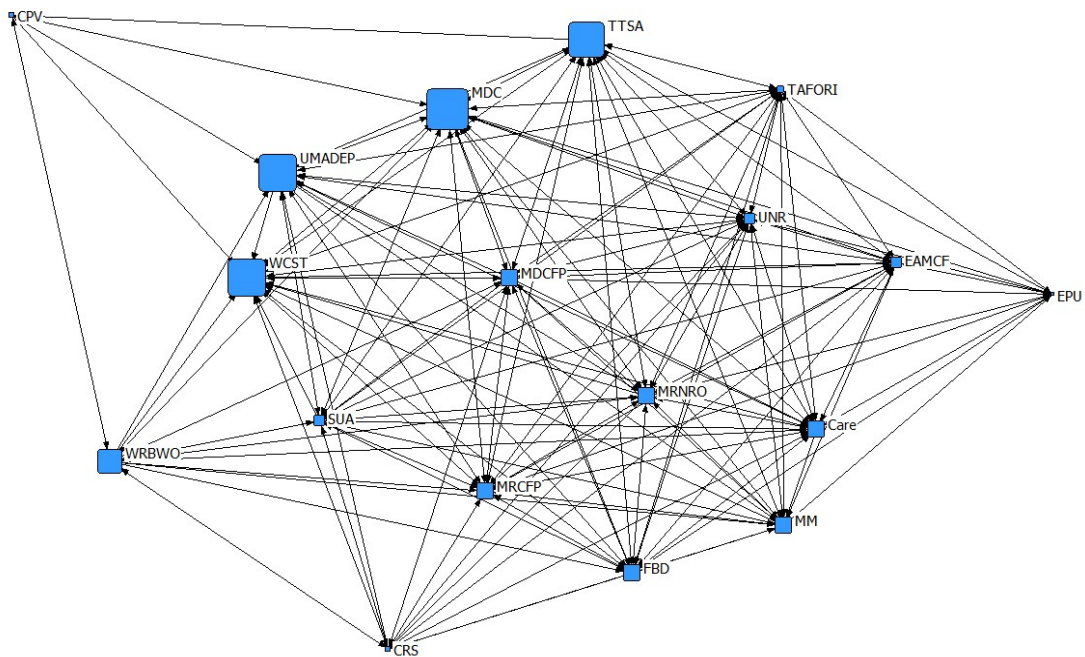 CPV
TTSA
MDC
TAFORI
UMADEP
UNR
WCST
MDCFP
EAMCF
EPU
MRNRO
SUA
Care
WRBWO
MRCFP
MM
FBD
CRS